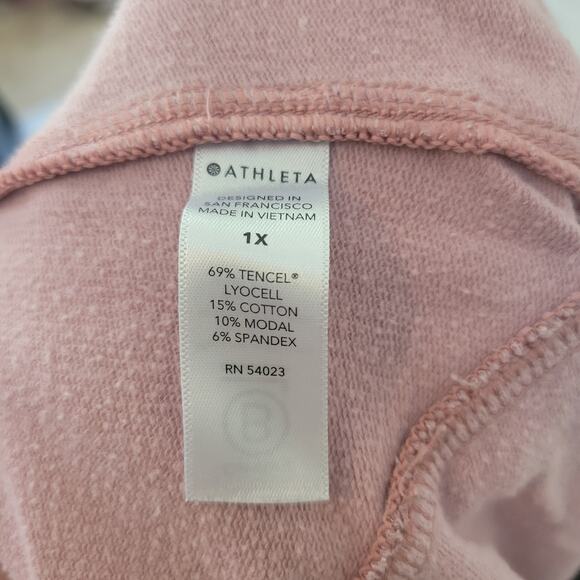 ATHLETA
DESIGNED IN
SAN FRANCISCO
MADE IN VIETNAM
1X
69% TENCEL®
LYOCELL
15% COTTON
10% MODAL
6% SPANDEX
RN 54023